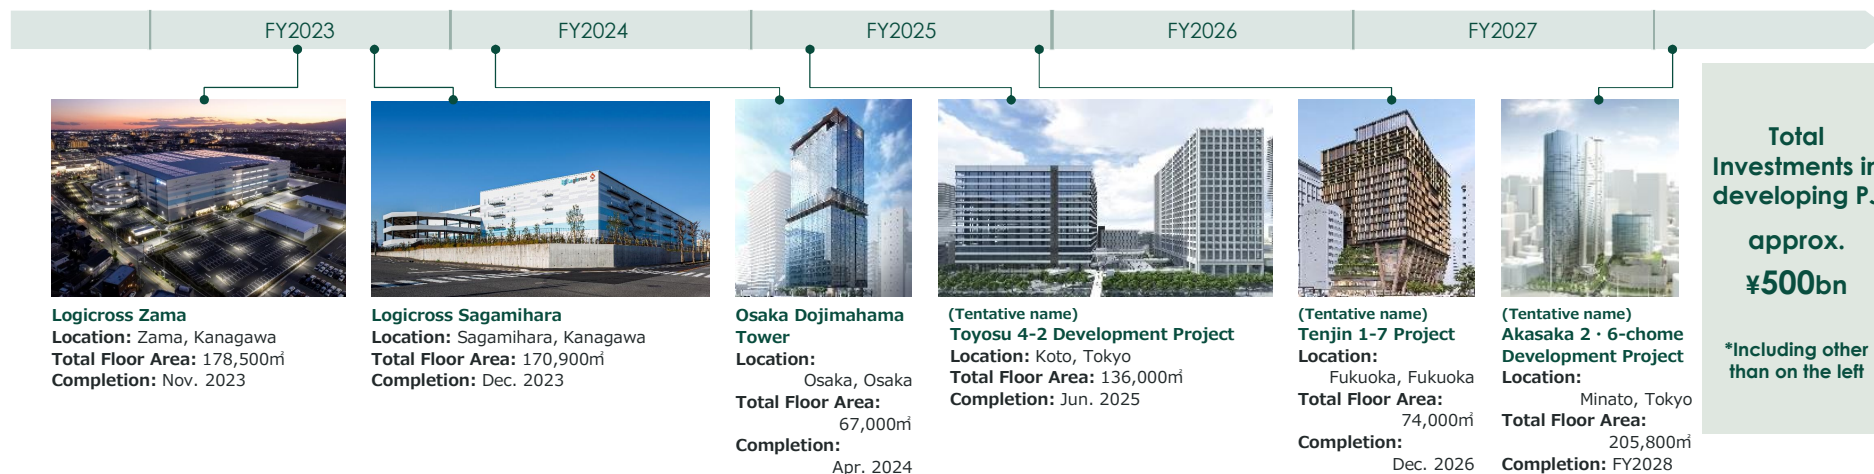 FY2023 FY2024 FY2025 FY2026 FY2027
Logicross Zama
Location: Zama, Kanagawa
Total Floor Area: 178,500㎡
Completion: Nov. 2023
Logicross Sagamihara
Location: Sagamihara, Kanagawa
Total Floor Area: 170,900㎡
Completion: Dec. 2023
Osaka Dojimahama
Tower
Location:
Osaka, Osaka
Total Floor Area:
67,000㎡
Completion:
Apr. 2024
(Tentative name)
Toyosu 4-2 Development Project
Location: Koto, Tokyo
Total Floor Area: 136,000㎡
Completion: Jun. 2025
(Tentative name)
Tenjin 1-7 Project
Location:
Fukuoka, Fukuoka
Total Floor Area:
74,000㎡
Completion:
Dec. 2026
(Tentative name)
Akasaka 2・6-chome
Development Project
Location:
Minato, Tokyo
Total Floor Area:
205,800㎡
Completion: FY2028
Total
Investments in
developing PJ
approx.
¥500bn
*Including other
than on the left